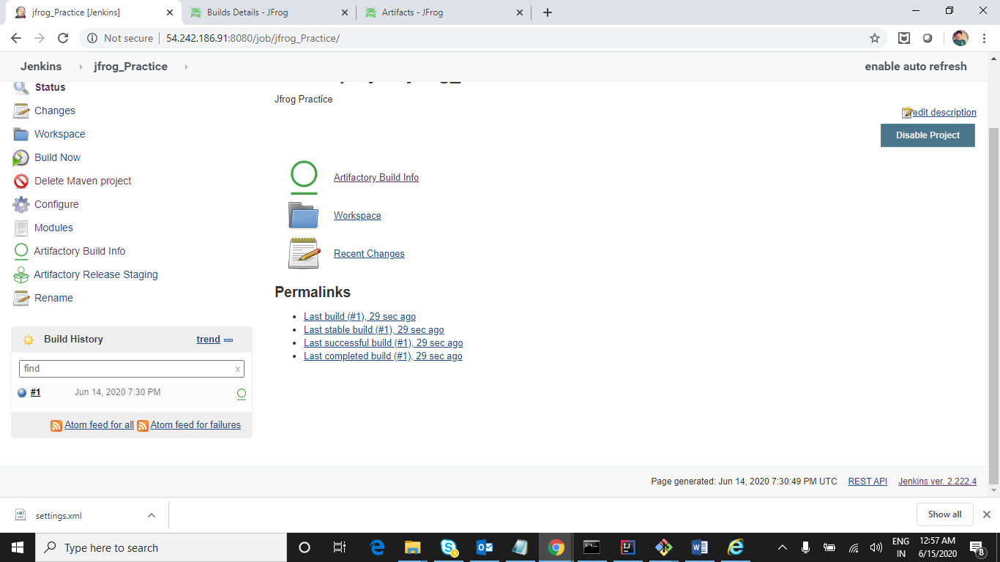 jfrog_Practice [Jenkins]
Builds Details - JFrog
Artifacts - JFrog
Not secure
54.242.186.91:8080/job/jfrog_Practice/
Jenkins
jfrog_Practice
enable auto refresh
Status
Changes
Workspace
Build Now
Delete Maven project
Configure
Modules
Artifactory Build Info
Artifactory Release Staging
Rename
Build History
trend
find
x
#1
Jun 14, 2020 7:30 PM
Atom feed for all
Atom feed for failures
Jfrog Practice
edit description
Disable Project
Artifactory Build Info
Workspace
Recent Changes
Permalinks
Last build (#1), 29 sec ago
Last stable build (#1), 29 sec ago
Last successful build (#1), 29 sec ago
Last completed build (#1), 29 sec ago
Page generated: Jun 14, 2020 7:30:49 PM UTC
REST API
Jenkins ver. 2.222.4
settings.xml
Show all
Type here to search
ENG
IN
12:57 AM
6/15/2020
8